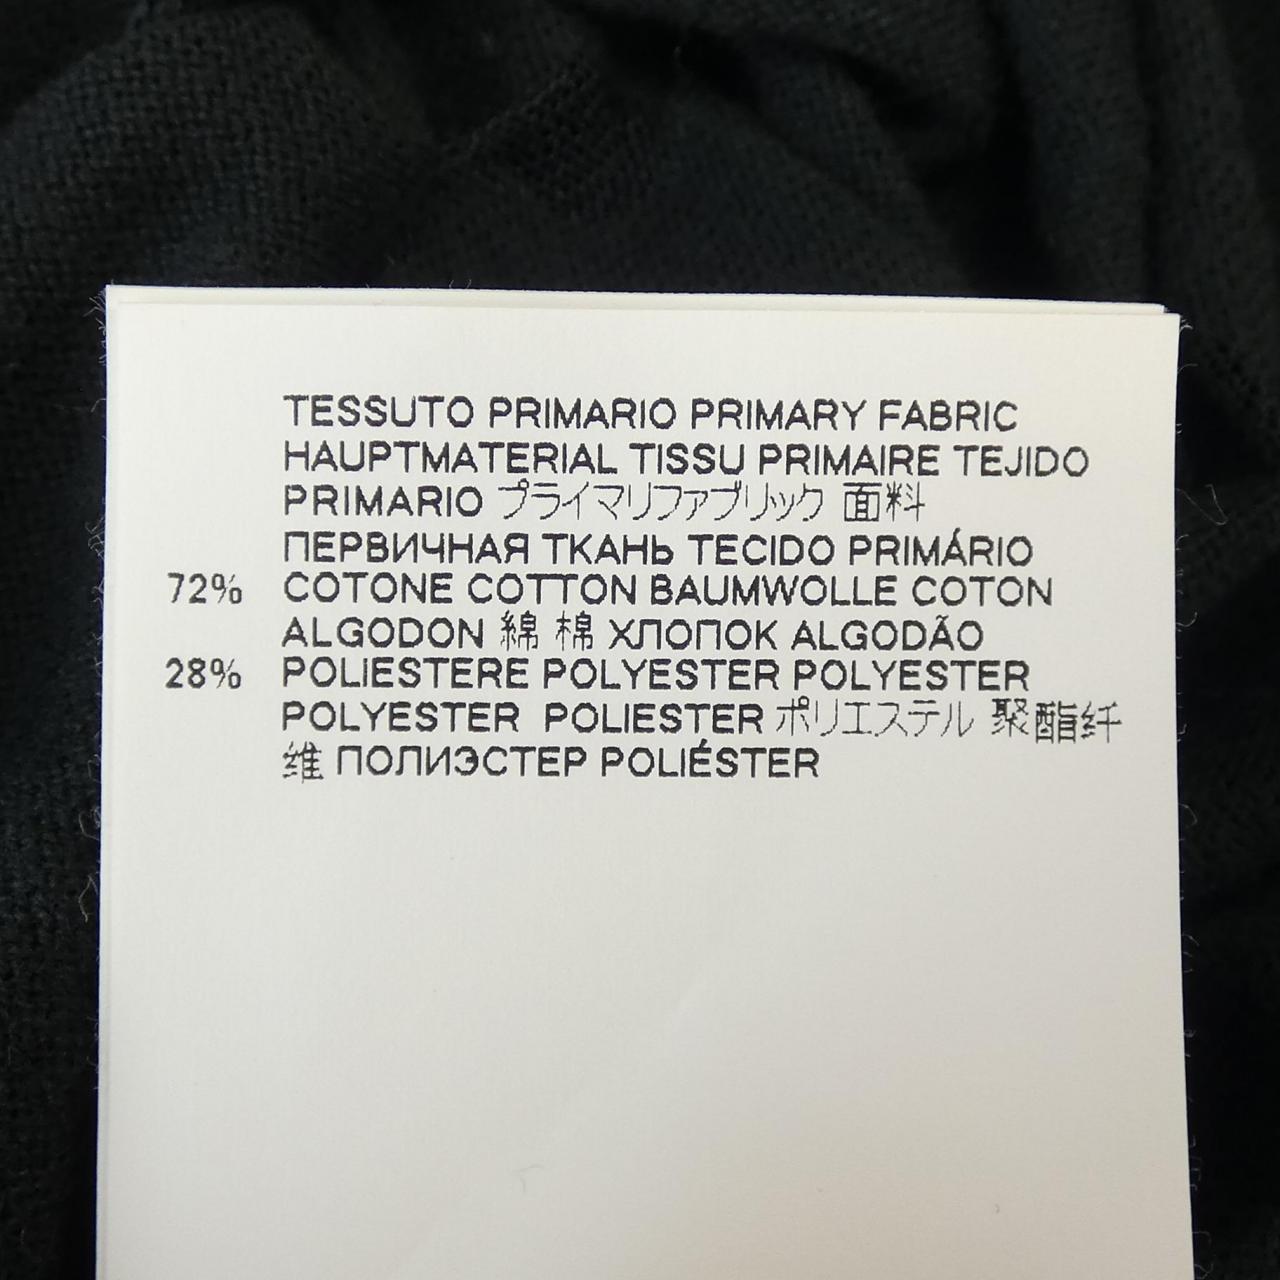 TESSUTO PRIMARIO PRIMARY FABRIC
HAUPTMATERIAL TISSU PRIMAIRE TEJIDO
PRIMARIO プライマリファブリック 面料
ПЕРВИЧНАЯ ТКАНЬ TECIDO PRIMÁRIO
72% COTONE COTTON BAUMWOLLE COTON
ALGODON 綿 棉 ХЛОПОК ALGODÃO
28% POLIESTERE POLYESTER POLYESTER
POLYESTER POLIESTER ポリエステル 聚酯纤
维 ПОЛИЭСТЕР POLIÉSTER